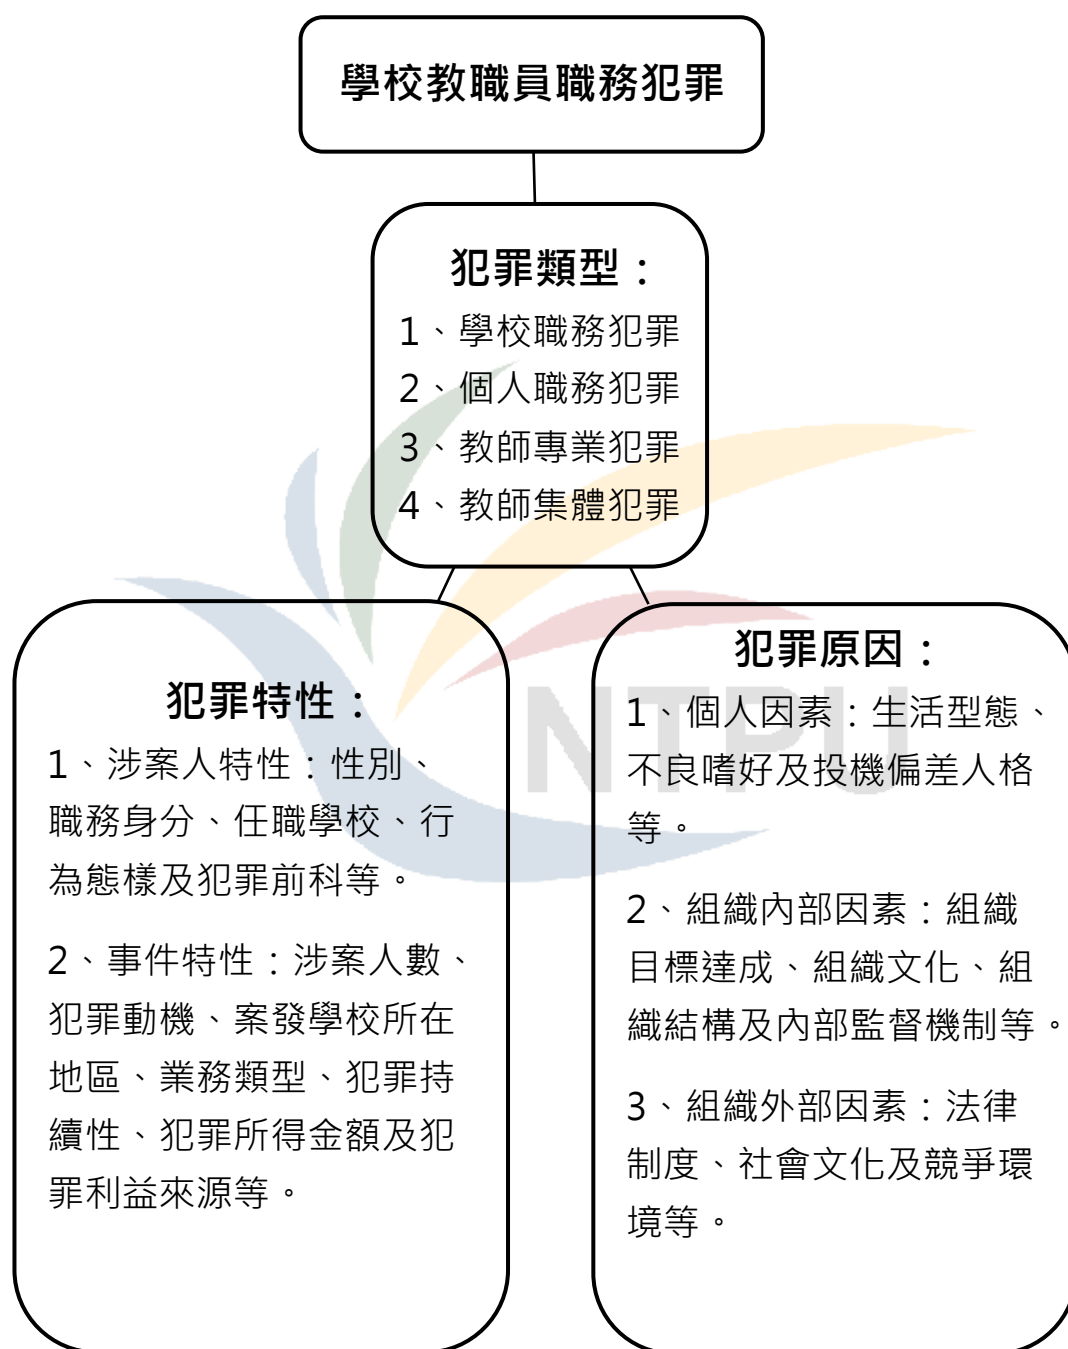 學校教職員職務犯罪
犯罪類型：
1、學校職務犯罪
2、個人職務犯罪
3、教師專業犯罪
4、教師集體犯罪
犯罪特性：
1、涉案人特性：性別、
職務身分、任職學校、行
為態樣及犯罪前科等。
2、事件特性：涉案人數、
犯罪動機、案發學校所在
地區、業務類型、犯罪持
續性、犯罪所得金額及犯
罪利益來源等。
犯罪原因：
1、個人因素：生活型態、
不良嗜好及投機偏差人格
等。
2、組織內部因素：組織
目標達成、組織文化、組
織結構及內部監督機制等。
3、組織外部因素：法律
制度、社會文化及競爭環
境等。
NTPU